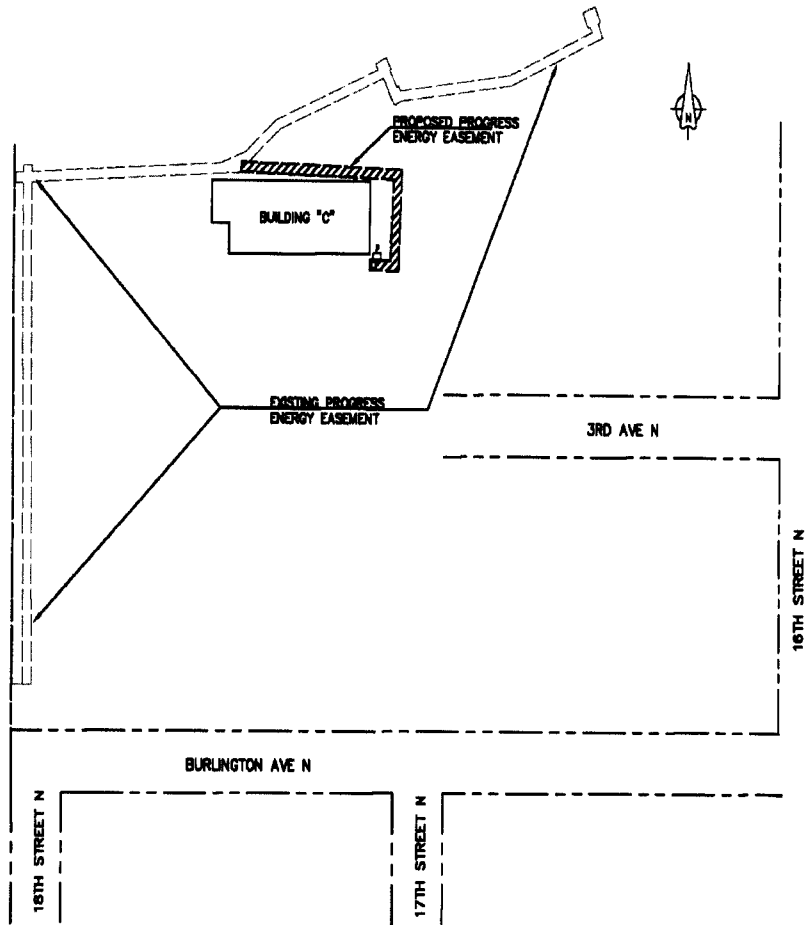 N
PROPOSED PROGRESS
ENERGY EASEMENT
BUILDING "C"
EXISTING PROGRESS
ENERGY EASEMENT
3RD AVE N
16TH STREET N
BURLINGTON AVE N
18TH STREET N
17TH STREET N